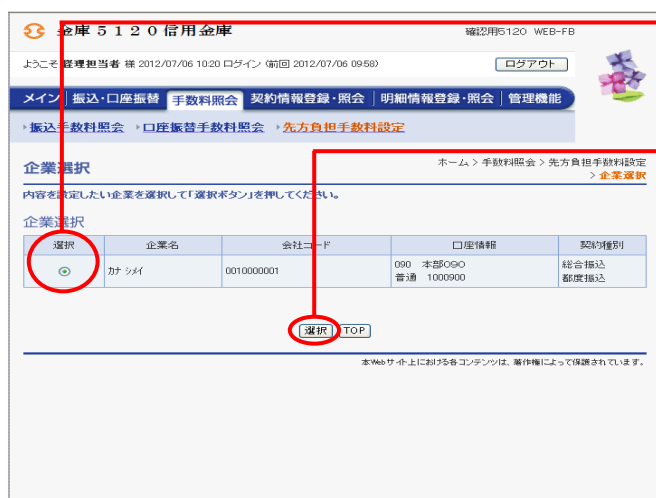 金庫５１２０信用金庫
確認用5120 WEB-FB
ようこそ 経理担当者 様 2012/07/06 10:20 ログイン (前回 2012/07/06 09:58)
ログアウト
メイン 振込・口座振替 手数料照会 契約情報登録・照会 明細情報登録・照会 管理機能
振込手数料照会 口座振替手数料照会 先方負担手数料設定
企業選択
ホーム > 手数料照会 > 先方負担手数料設定
> 企業選択
内容を設定したい企業を選択して「選択ボタン」を押してください。
企業選択
選択 企業名 会社コード 口座情報 契約種別
ｶﾅ ｼﾒｲ 0010000001 090 本部〇9〇 総合振込
普通 1000900 都度振込
選択 TOP
本Webサイト上における各コンテンツは、著作権によって保護されています。